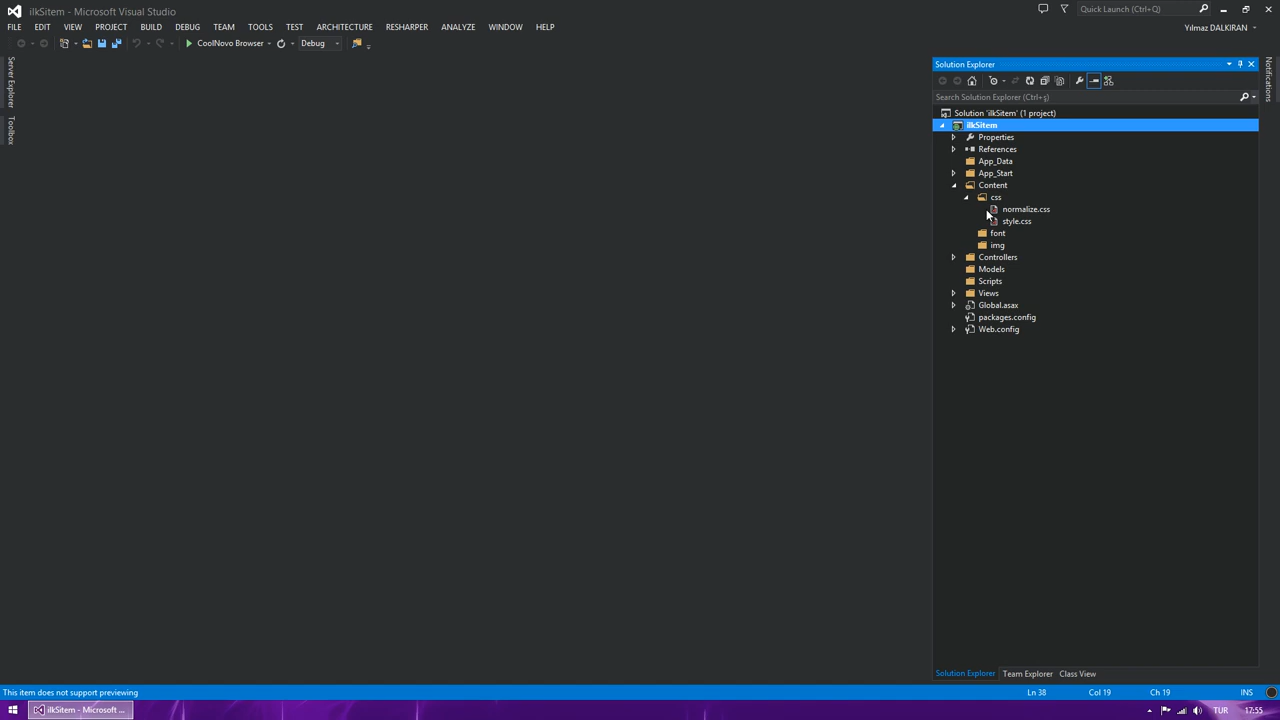 ilkSitem - Microsoft Visual Studio
Quick Launch (Ctrl+Q)
FILE EDIT VIEW PROJECT BUILD DEBUG TEAM TOOLS TEST ARCHITECTURE RESHARPER ANALYZE WINDOW HELP
Yılmaz DALKIRAN
CoolNovo Browser
Debug
Server Explorer
Toolbox
Notifications
Solution Explorer
Search Solution Explorer (Ctrl+ş)
Solution 'ilkSitem' (1 project)
ilkSitem
Properties
References
App_Data
App_Start
Content
css
normalize.css
style.css
font
img
Controllers
Models
Scripts
Views
Global.asax
packages.config
Web.config
Solution Explorer Team Explorer Class View
This item does not support previewing
Ln 38 Col 19 Ch 19 INS
ilkSitem - Microsoft ...
TUR 17:55